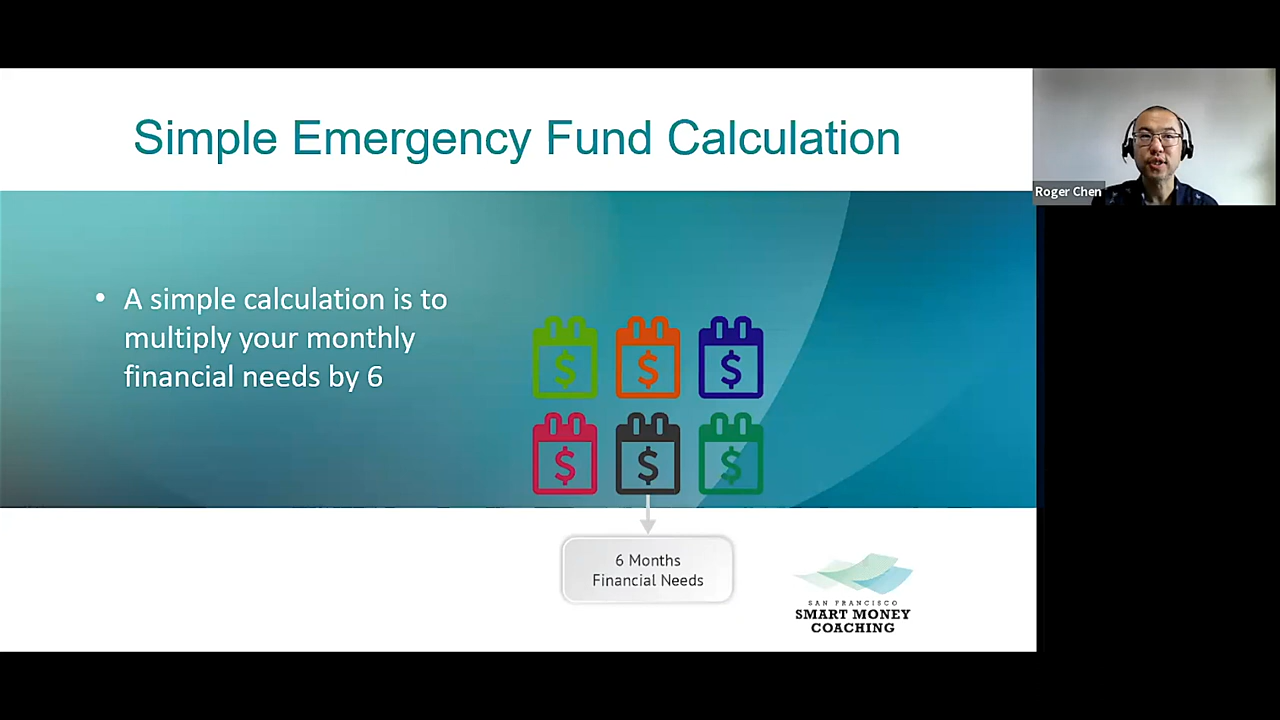 Simple Emergency Fund Calculation
Roger Chen
• A simple calculation is to
multiply your monthly
financial needs by 6
$ $ $
$ $ $
6 Months
Financial Needs
SAN FRANCISCO
SMART MONEY
COACHING